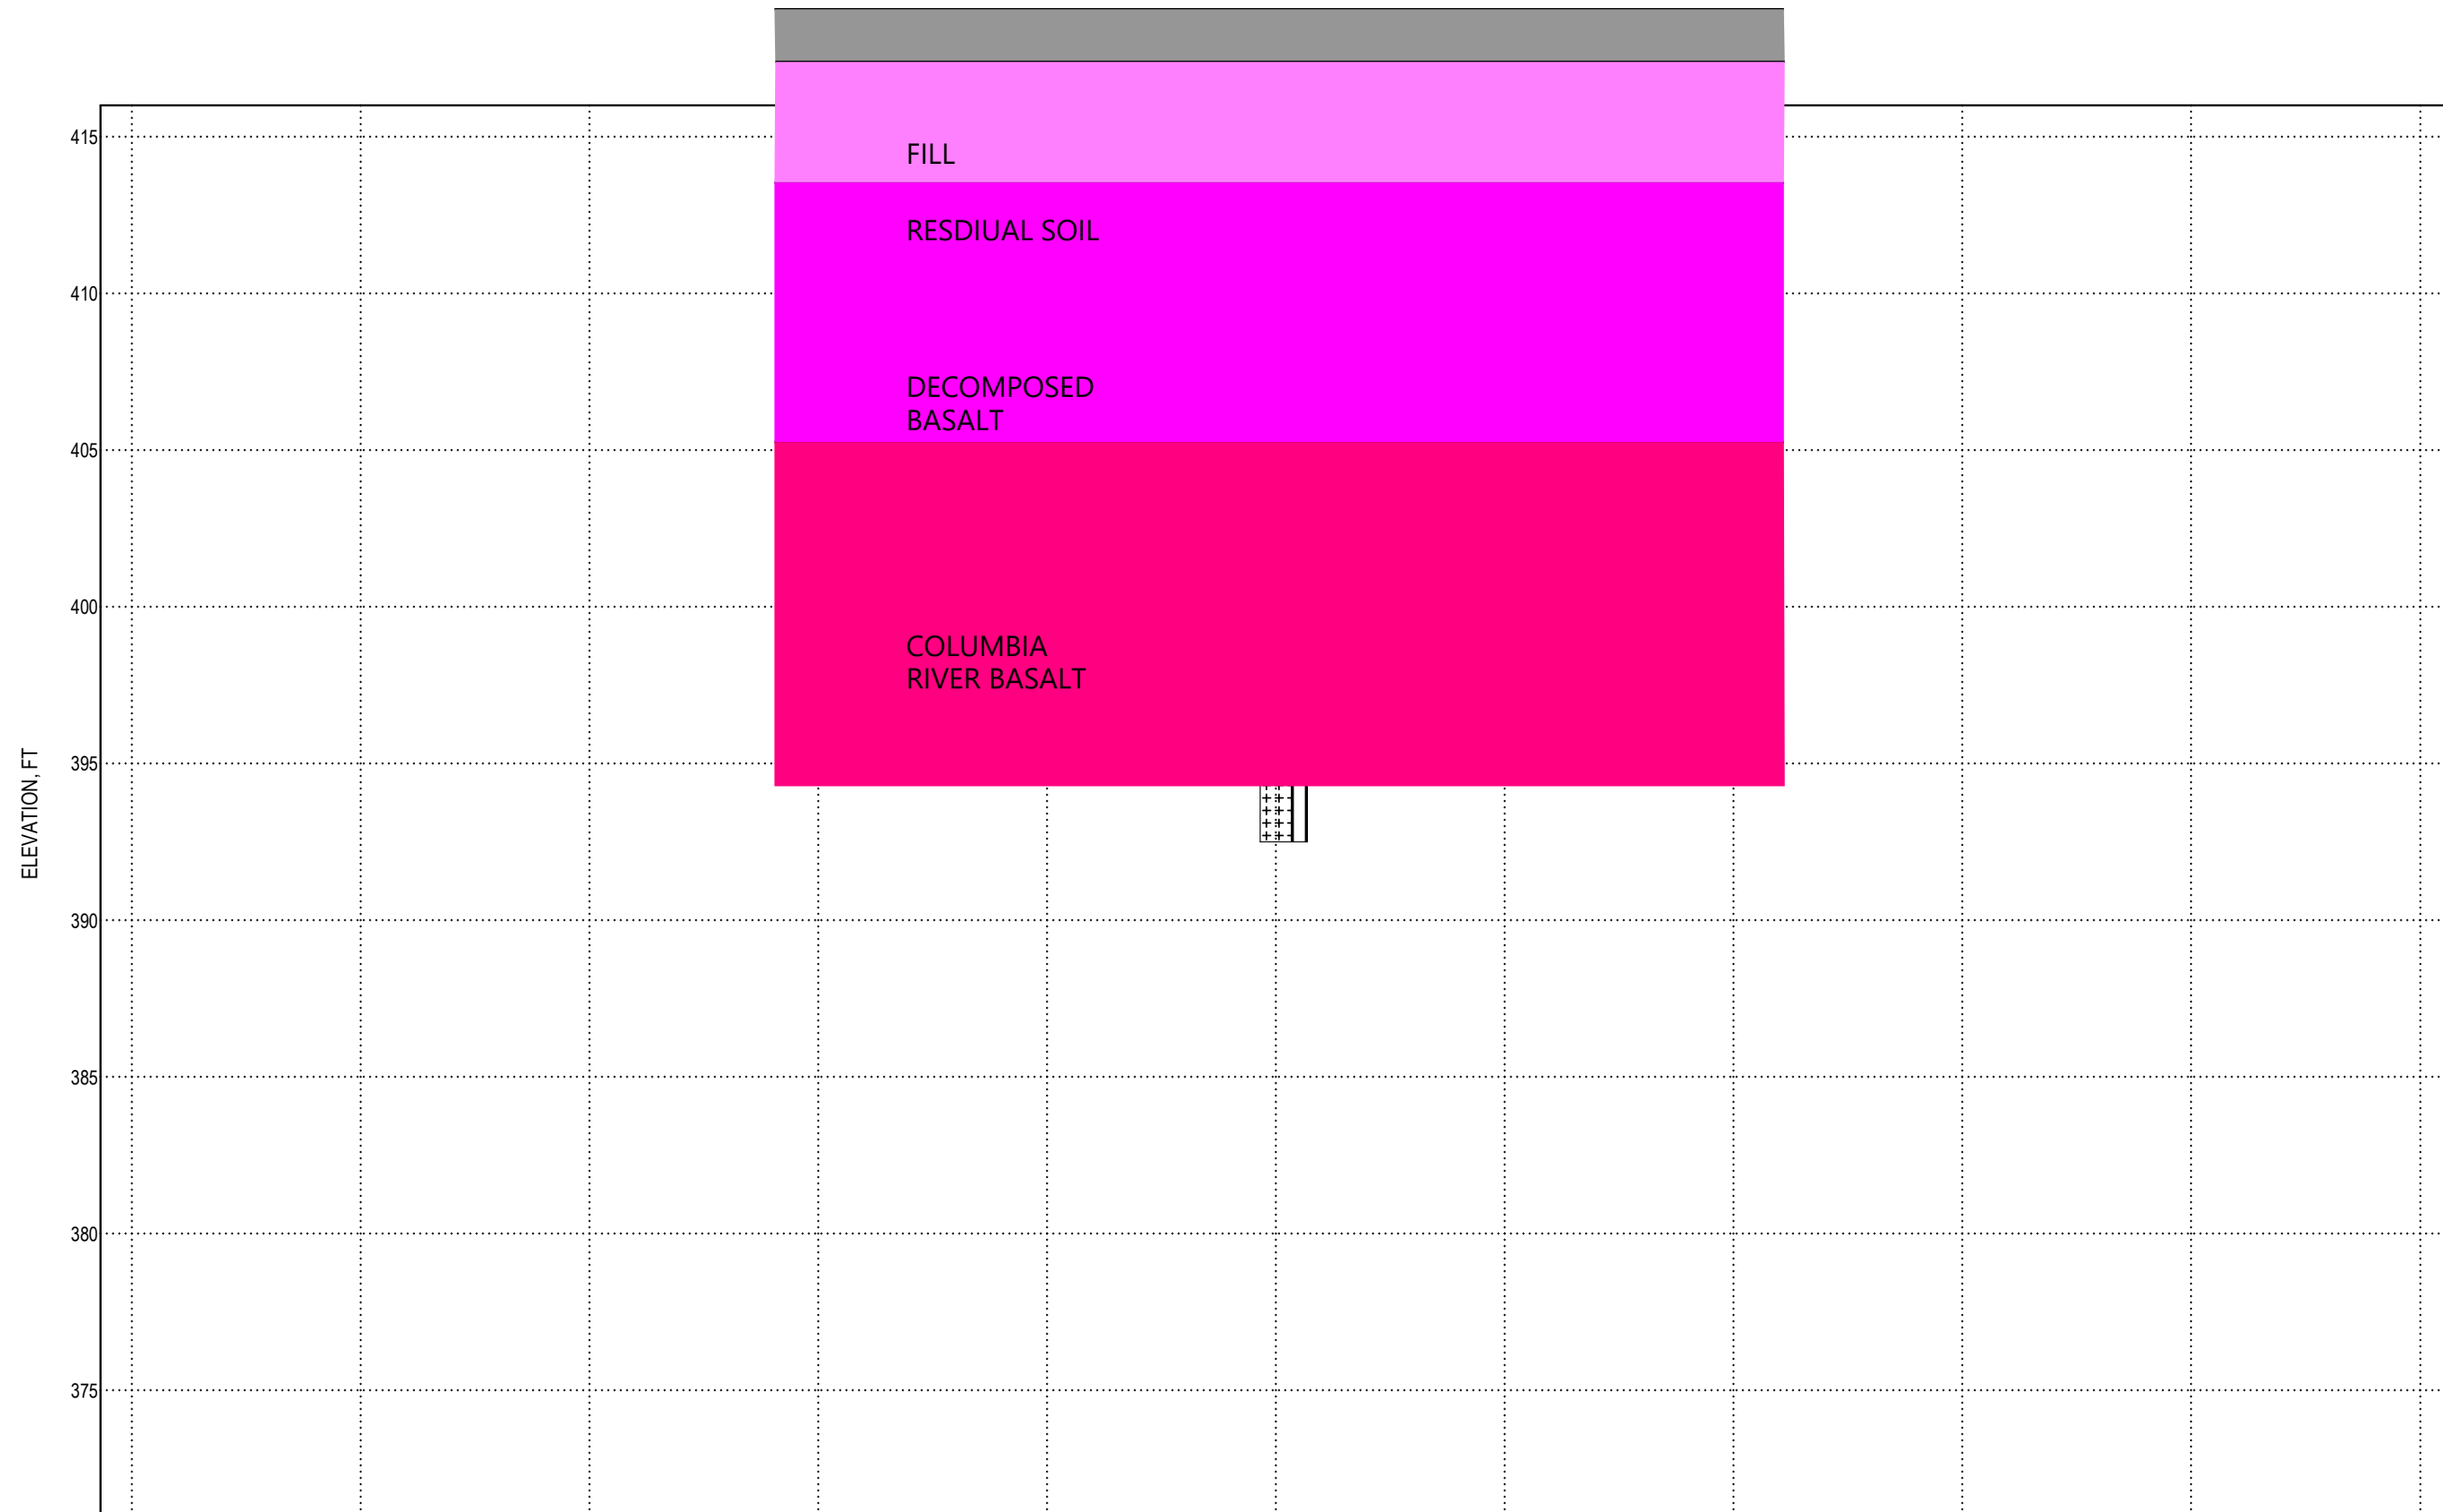 415
FILL
RESDIUAL SOIL
410
DECOMPOSED
BASALT
405
400
COLUMBIA
RIVER BASALT
395
ELEVATION, FT
390
385
380
375